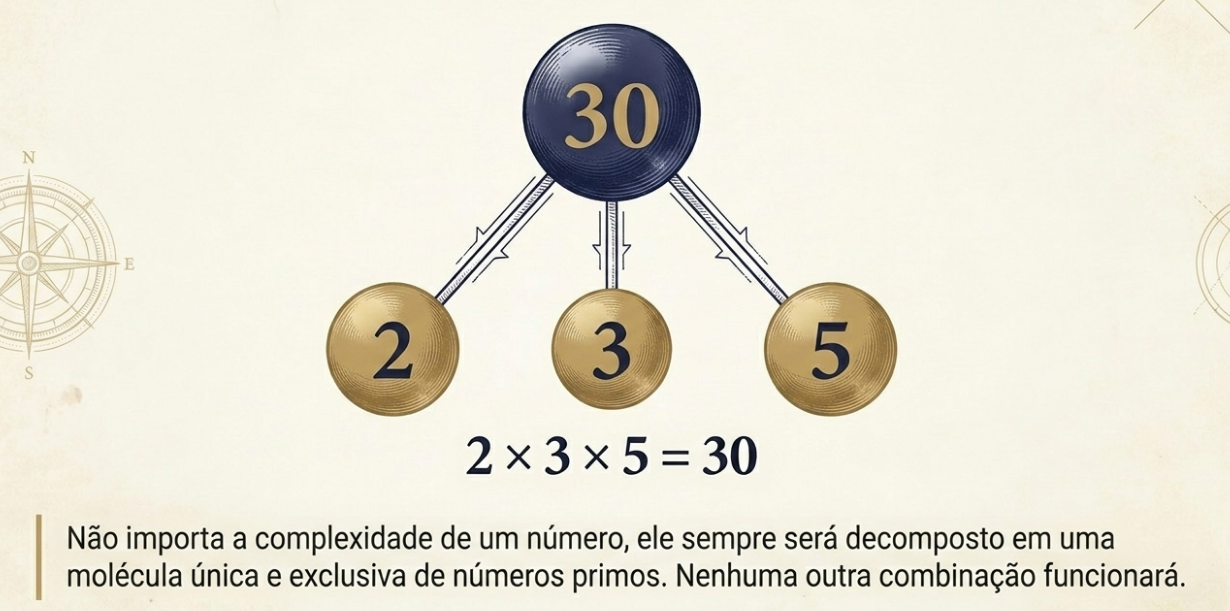 30
N
E
S
2 3 5
2 × 3 × 5 = 30
Não importa a complexidade de um número, ele sempre será decomposto em uma
molécula única e exclusiva de números primos. Nenhuma outra combinação funcionará.